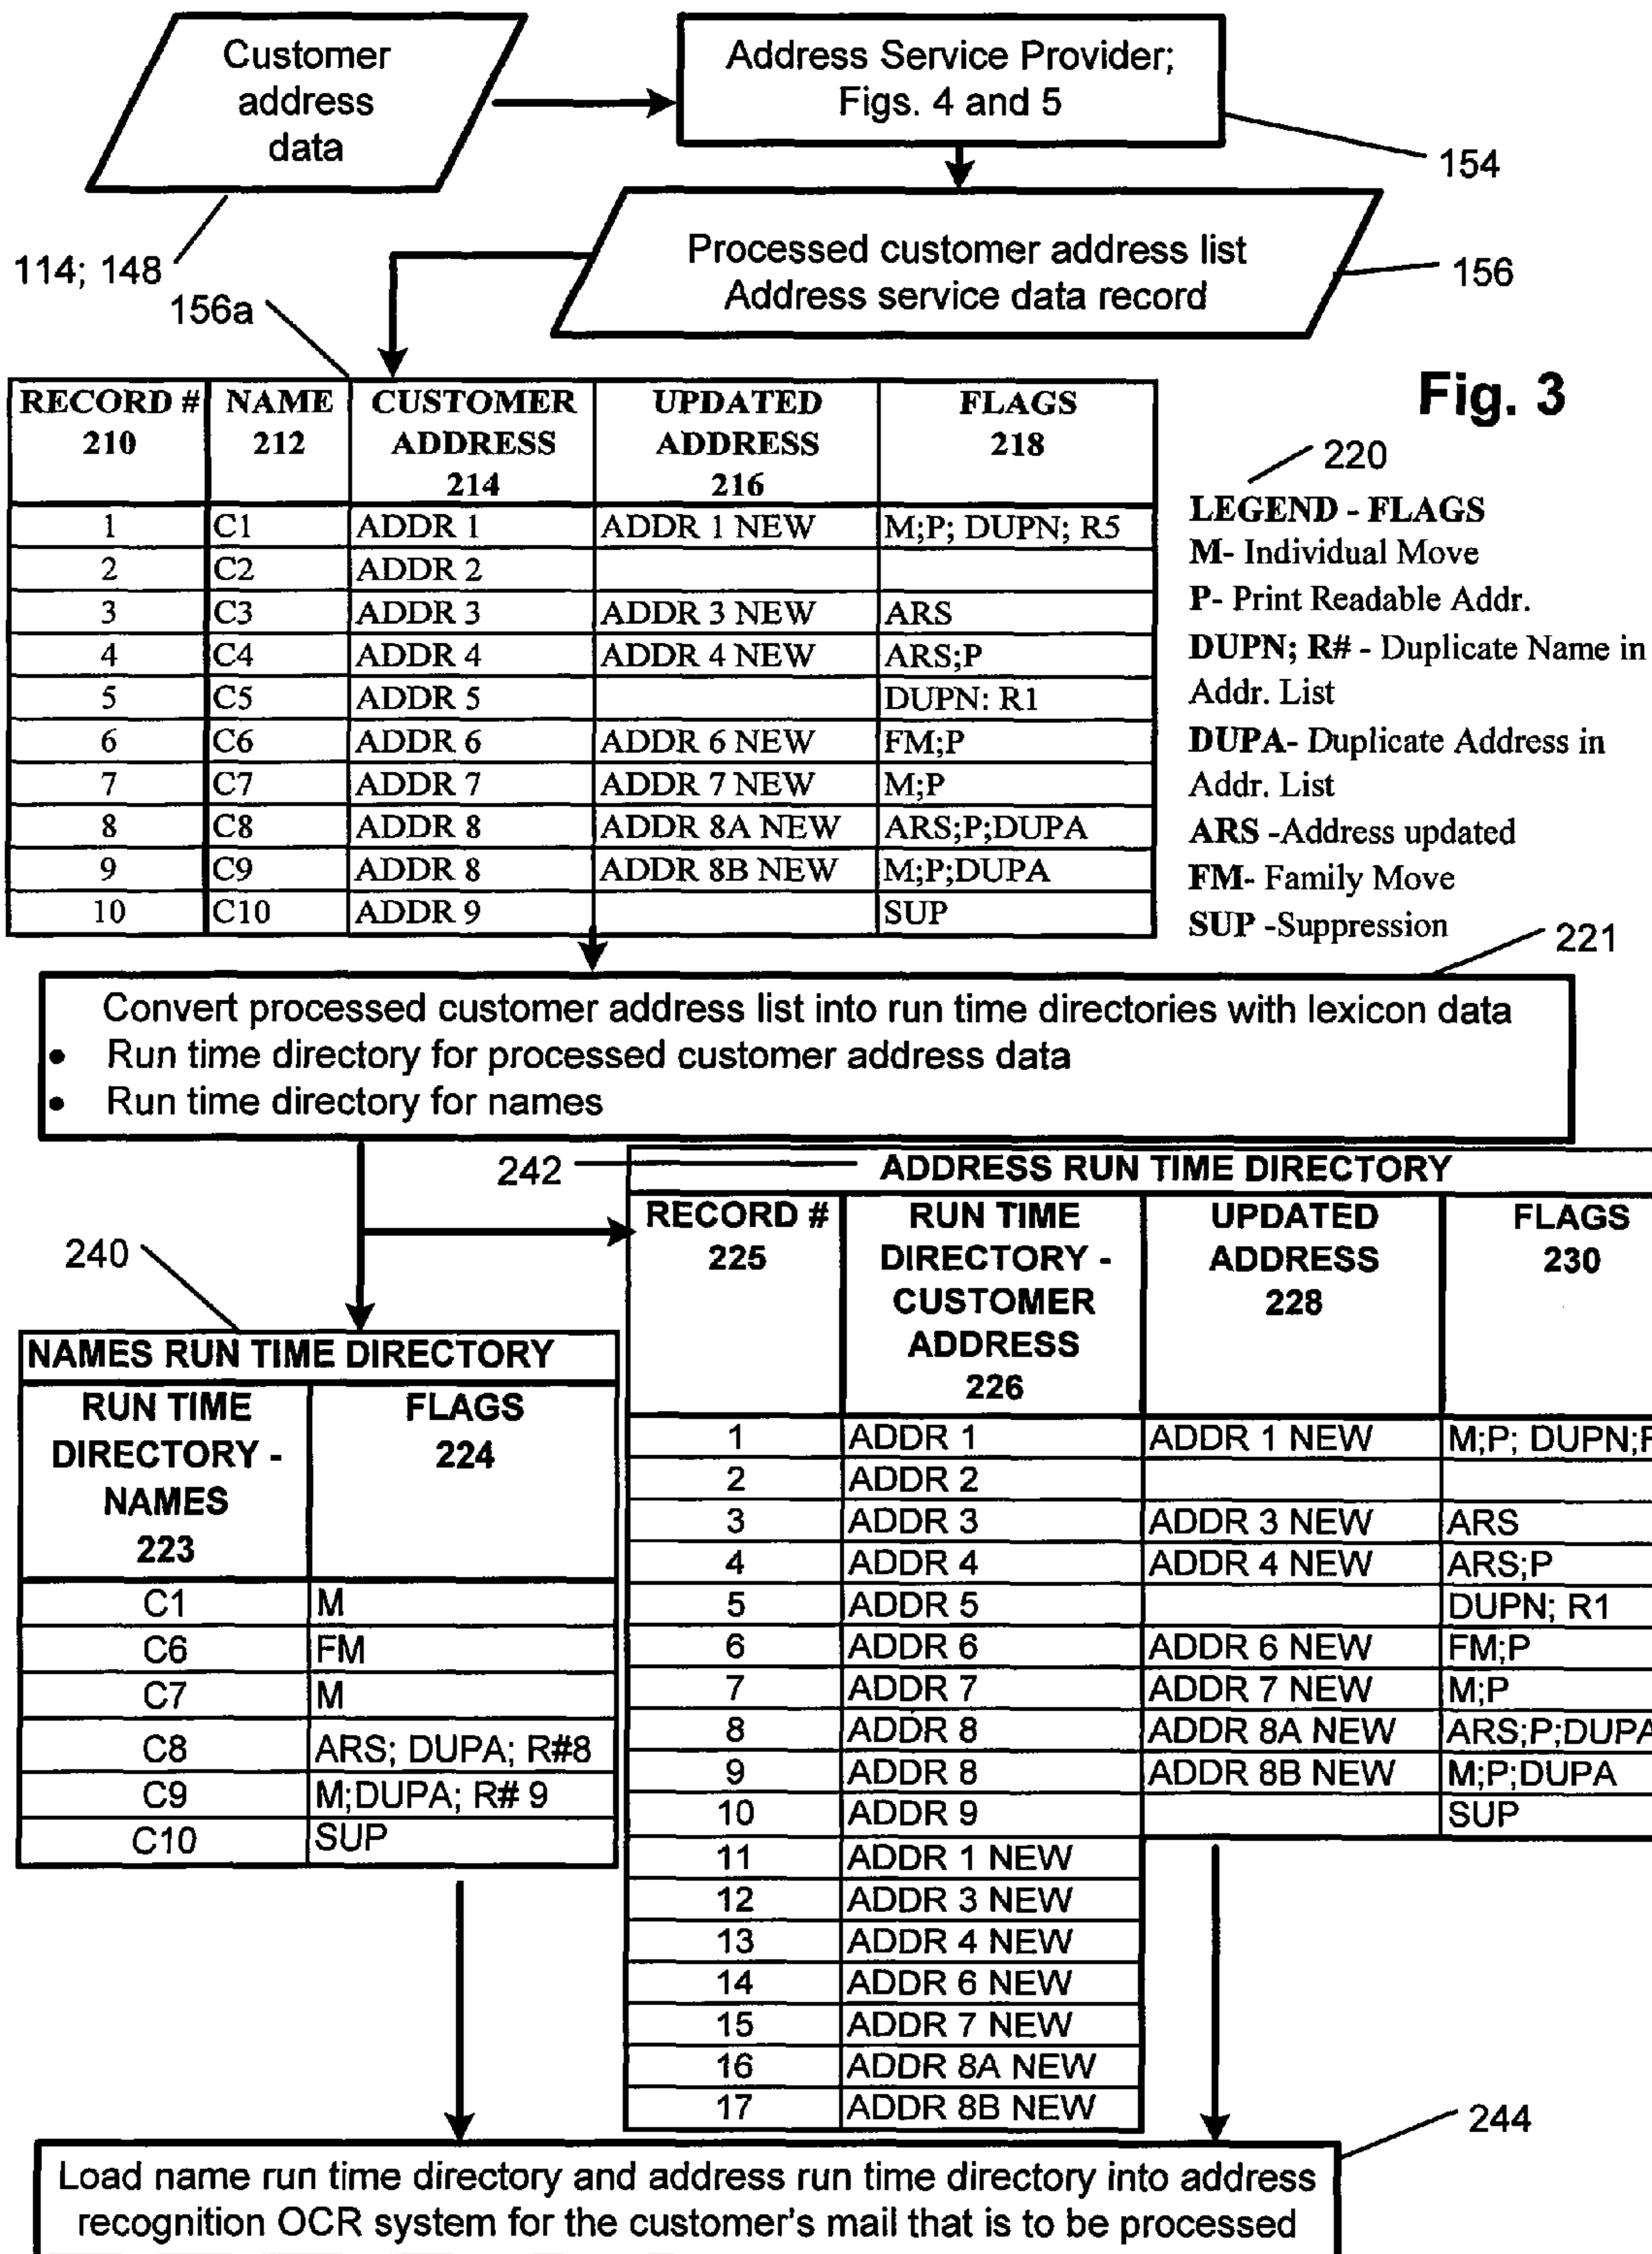 Customer
address
data
Address Service Provider;
Figs. 4 and 5
154
114; 148
Processed customer address list
Address service data record
156
156a
Fig. 3
RECORD # NAME CUSTOMER UPDATED FLAGS
210 212 ADDRESS ADDRESS 218
214 216
1 C1 ADDR 1 ADDR 1 NEW M;P; DUPN; R5
2 C2 ADDR 2
3 C3 ADDR 3 ADDR 3 NEW ARS
4 C4 ADDR 4 ADDR 4 NEW ARS;P
5 C5 ADDR 5 DUPN: R1
6 C6 ADDR 6 ADDR 6 NEW FM;P
7 C7 ADDR 7 ADDR 7 NEW M;P
8 C8 ADDR 8 ADDR 8A NEW ARS;P;DUPA
9 C9 ADDR 8 ADDR 8B NEW M;P;DUPA
10 C10 ADDR 9 SUP
220
LEGEND - FLAGS
M- Individual Move
P- Print Readable Addr.
DUPN; R# - Duplicate Name in
Addr. List
DUPA- Duplicate Address in
Addr. List
ARS -Address updated
FM- Family Move
SUP -Suppression
221
Convert processed customer address list into run time directories with lexicon data
• Run time directory for processed customer address data
• Run time directory for names
240
NAMES RUN TIME DIRECTORY
RUN TIME FLAGS
DIRECTORY - 224
NAMES
223
C1 M
C6 FM
C7 M
C8 ARS; DUPA; R#8
C9 M;DUPA; R# 9
C10 SUP
242
ADDRESS RUN TIME DIRECTORY
RECORD # RUN TIME UPDATED FLAGS
225 DIRECTORY - ADDRESS 230
CUSTOMER 228
ADDRESS
226
1 ADDR 1 ADDR 1 NEW M;P; DUPN;
2 ADDR 2
3 ADDR 3 ADDR 3 NEW ARS
4 ADDR 4 ADDR 4 NEW ARS;P
5 ADDR 5 DUPN; R1
6 ADDR 6 ADDR 6 NEW FM;P
7 ADDR 7 ADDR 7 NEW M;P
8 ADDR 8 ADDR 8A NEW ARS;P;DUPA
9 ADDR 8 ADDR 8B NEW M;P;DUPA
10 ADDR 9 SUP
11 ADDR 1 NEW
12 ADDR 3 NEW
13 ADDR 4 NEW
14 ADDR 6 NEW
15 ADDR 7 NEW
16 ADDR 8A NEW
17 ADDR 8B NEW
244
Load name run time directory and address run time directory into address
recognition OCR system for the customer's mail that is to be processed